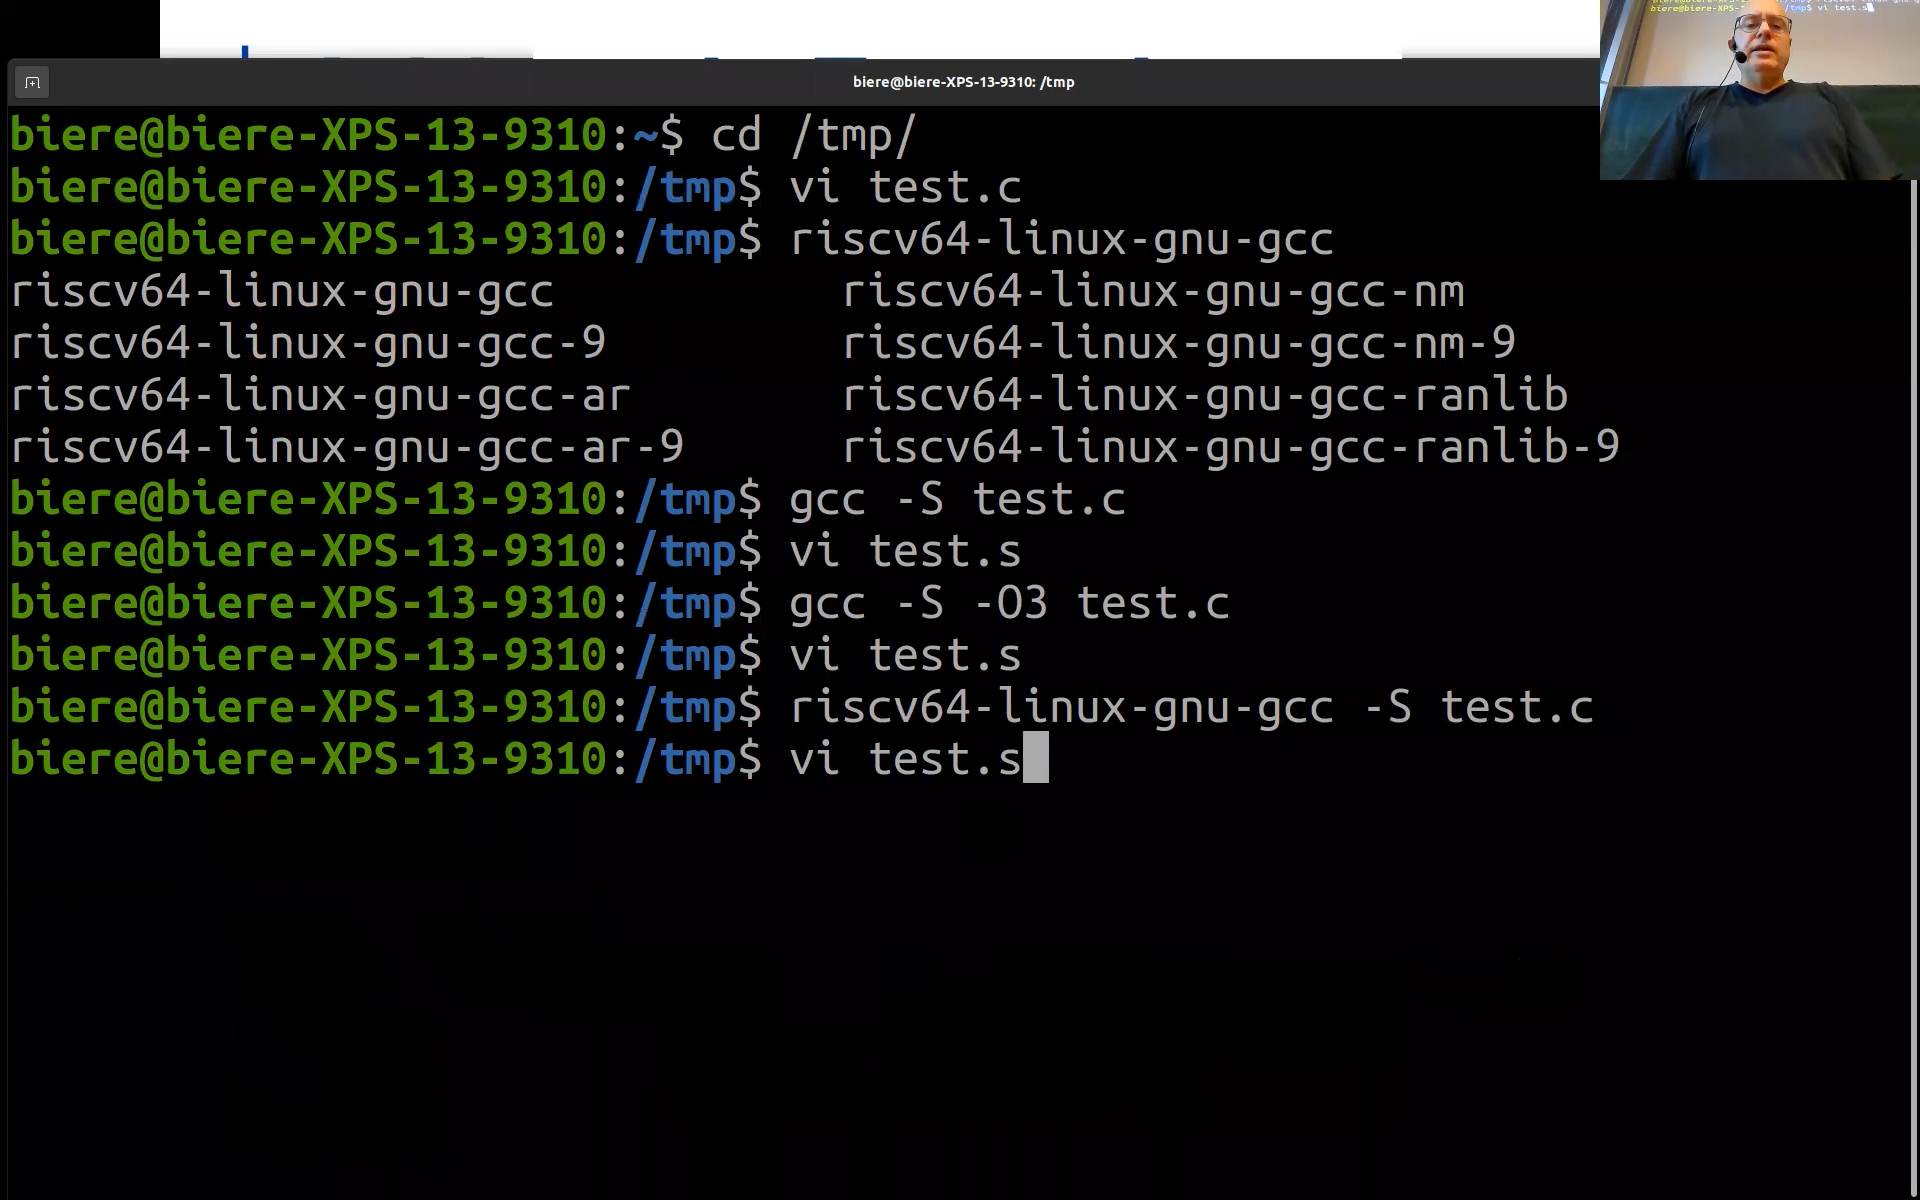 biere@biere-XPS-13-9310: /tmp
biere@biere-XPS-13-9310:~$ cd /tmp/
biere@biere-XPS-13-9310:/tmp$ vi test.c
biere@biere-XPS-13-9310:/tmp$ riscv64-linux-gnu-gcc
riscv64-linux-gnu-gcc riscv64-linux-gnu-gcc-nm
riscv64-linux-gnu-gcc-9 riscv64-linux-gnu-gcc-nm-9
riscv64-linux-gnu-gcc-ar riscv64-linux-gnu-gcc-ranlib
riscv64-linux-gnu-gcc-ar-9 riscv64-linux-gnu-gcc-ranlib-9
biere@biere-XPS-13-9310:/tmp$ gcc -S test.c
biere@biere-XPS-13-9310:/tmp$ vi test.s
biere@biere-XPS-13-9310:/tmp$ gcc -S -O3 test.c
biere@biere-XPS-13-9310:/tmp$ vi test.s
biere@biere-XPS-13-9310:/tmp$ riscv64-linux-gnu-gcc -S test.c
biere@biere-XPS-13-9310:/tmp$ vi test.s